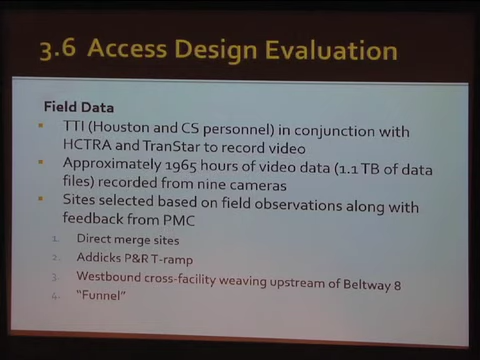 3.6 Access Design Evaluation
Field Data
TTI (Houston and CS personnel) in conjunction with
HCTRA and TranStar to record video
Approximately 1965 hours of video data (1.1 TB of data
files) recorded from nine cameras
Sites selected based on field observations along with
feedback from PMC
1. Direct merge sites
2. Addicks P&R T-ramp
3. Westbound cross-facility weaving upstream of Beltway 8
4. "Funnel"